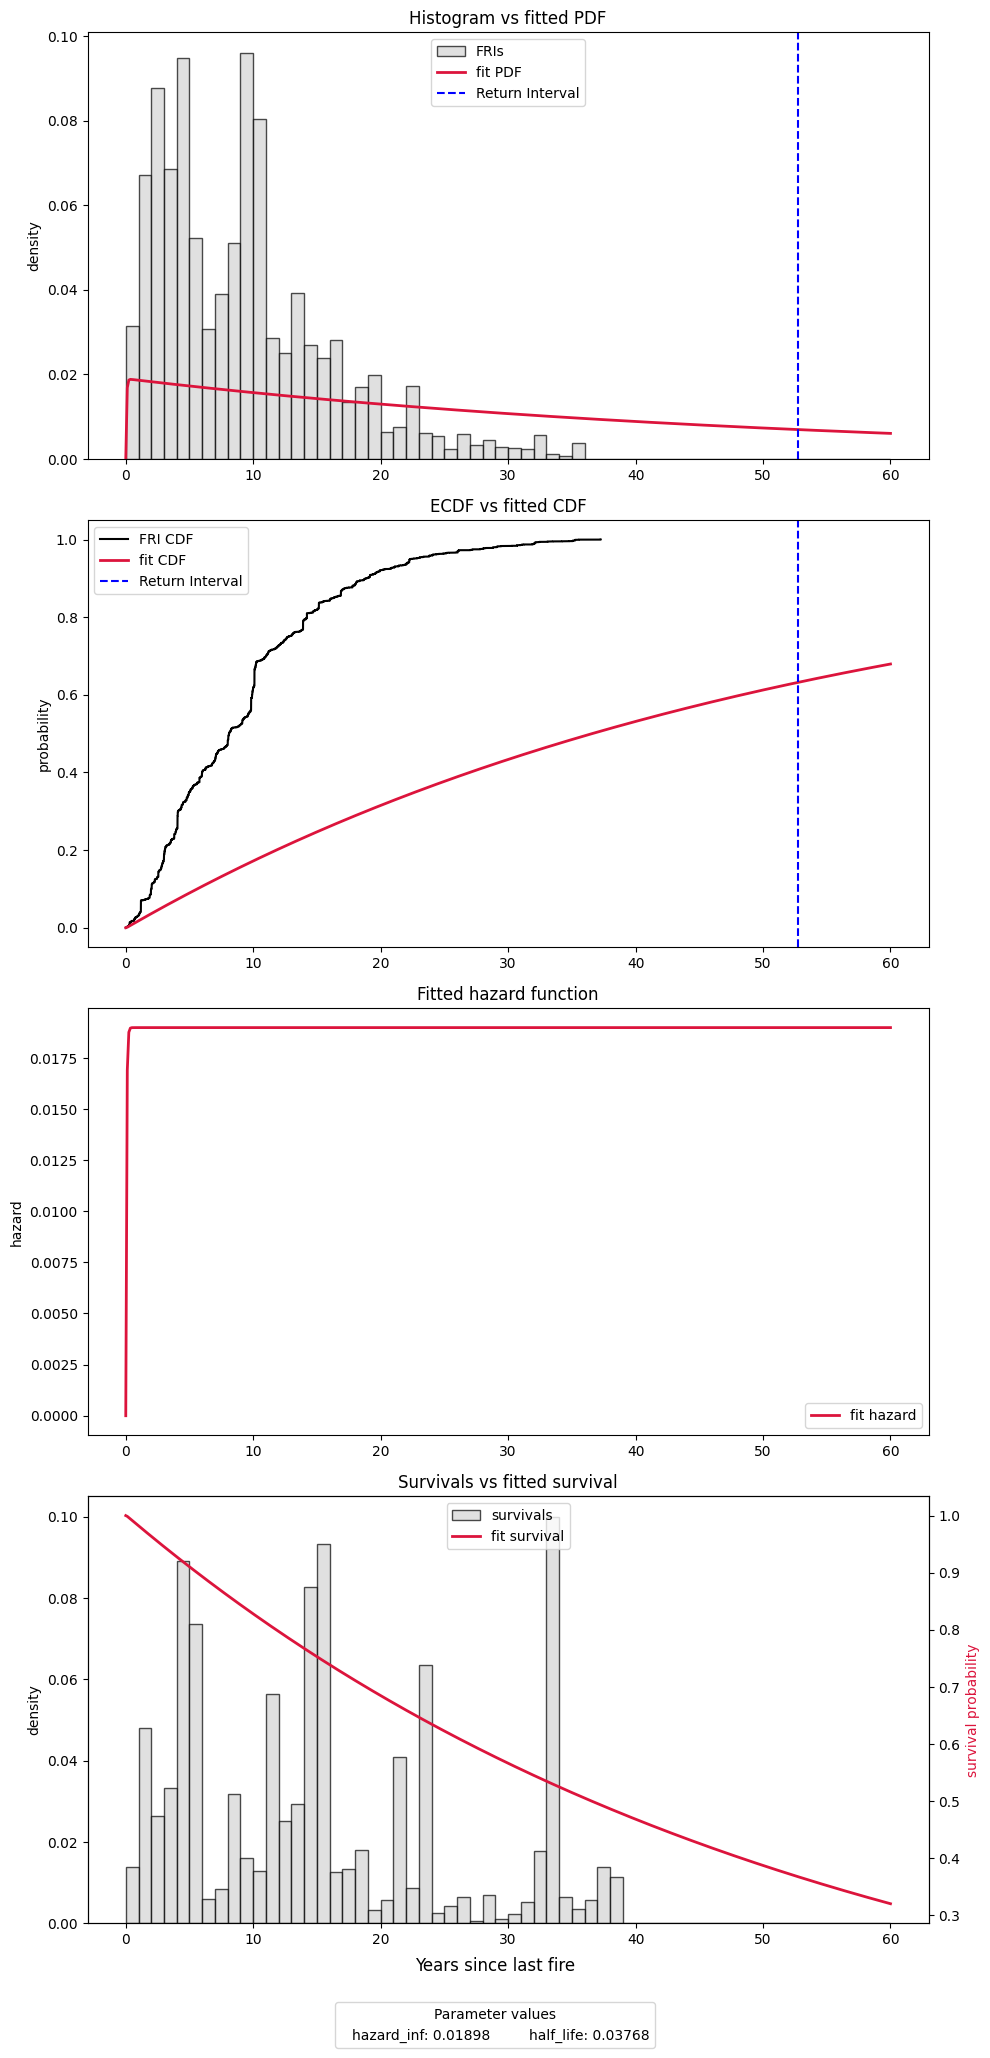 Histogram vs fitted PDF
FRIs
fit PDF
Return Interval
density
0.10
0.08
0.06
0.04
0.02
0.00
0 10 20 30 40 50 60
ECDF vs fitted CDF
FRI CDF
fit CDF
Return Interval
probability
1.0
0.8
0.6
0.4
0.2
0.0
0 10 20 30 40 50 60
Fitted hazard function
hazard
0.0175
0.0150
0.0125
0.0100
0.0075
0.0050
0.0025
0.0000
fit hazard
0 10 20 30 40 50 60
Survivals vs fitted survival
survivals
fit survival
density
0.10
0.08
0.06
0.04
0.02
0.00
1.0
0.9
0.8
0.7
0.6
0.5
0.4
0.3
survival probability
0 10 20 30 40 50 60
Years since last fire
Parameter values
hazard_inf: 0.01898 half_life: 0.03768